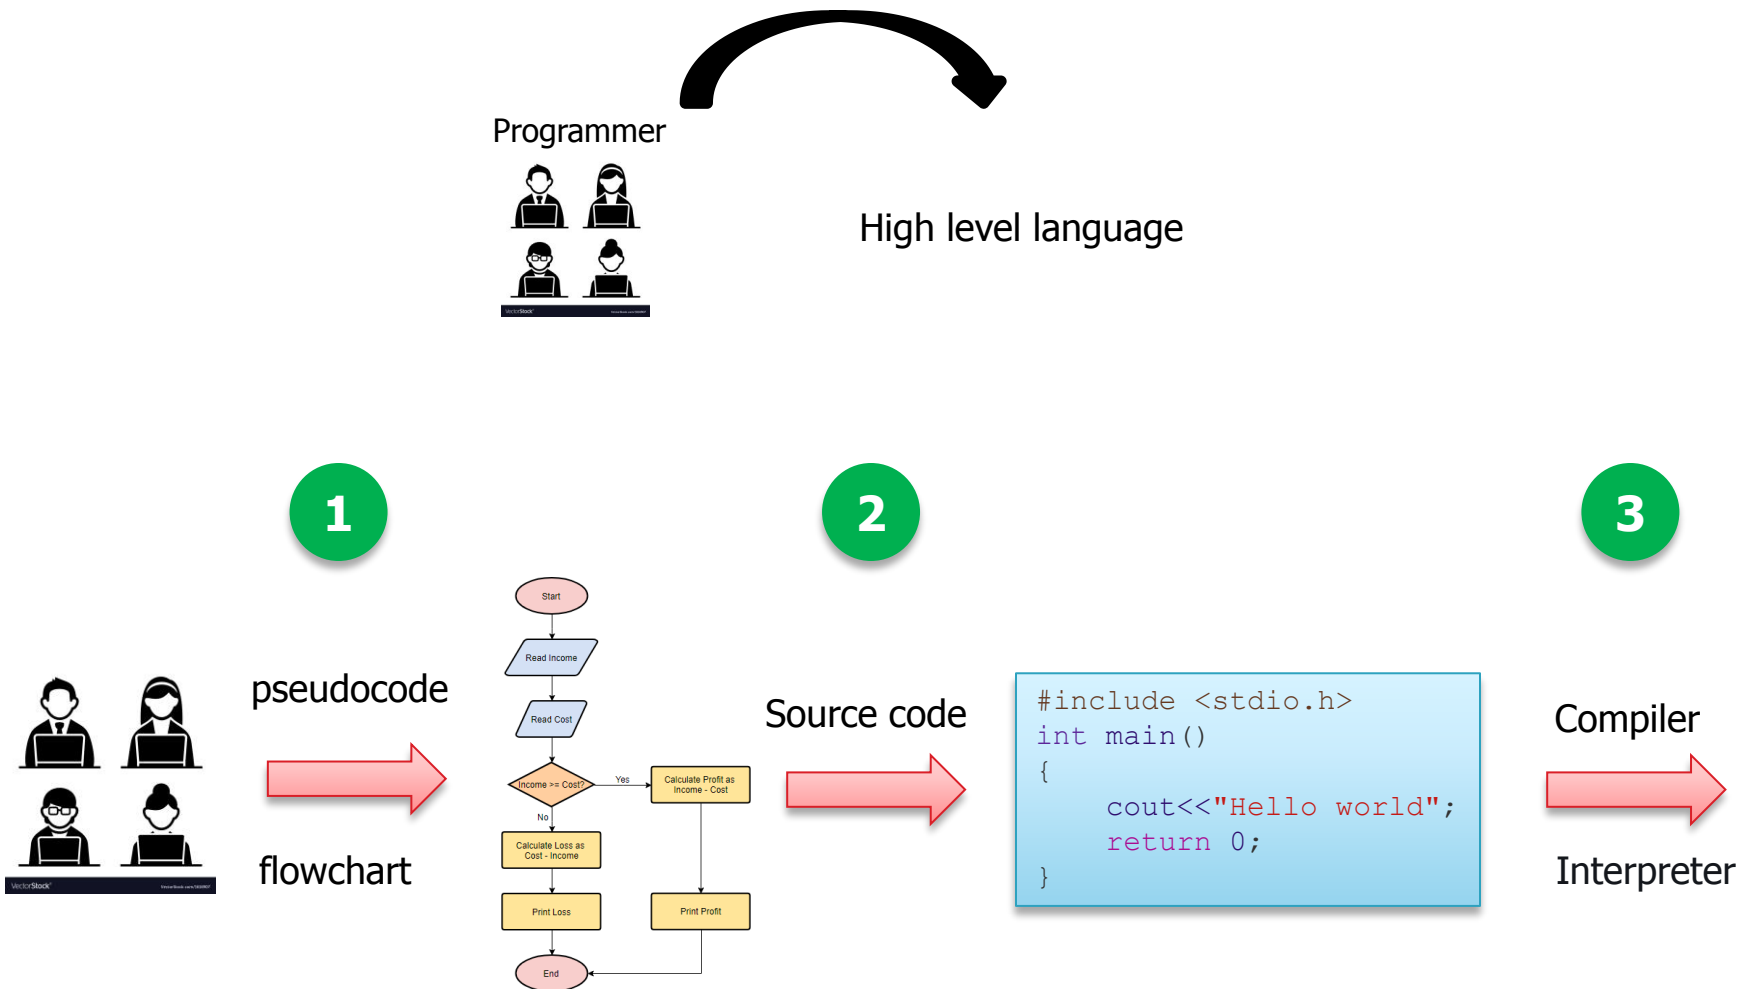 Programmer
VectorStock®
High level language
1
2
3
pseudocode
flowchart
VectorStock®
Start
Read Income
Read Cost
Income >= Cost?
Yes
No
Calculate Profit as
Income - Cost
Calculate Loss as
Cost - Income
Print Loss
Print Profit
End
Source code
#include <stdio.h>
int main()
{
cout<<"Hello world";
return 0;
}
Compiler
Interpreter